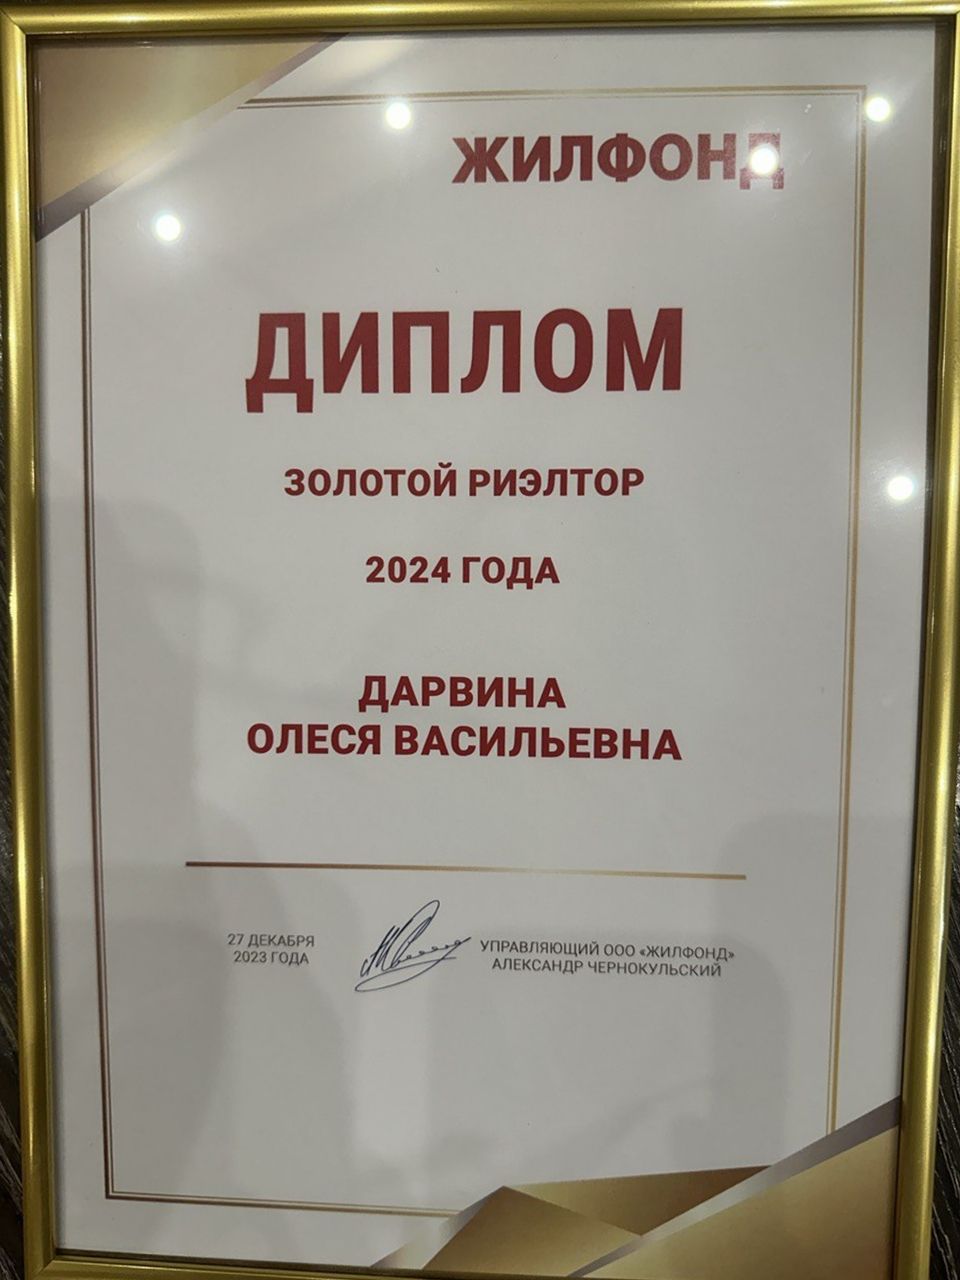 ЖИЛФОНД
ДИПЛОМ
ЗОЛОТОЙ РИЭЛТОР
2024 ГОДА
ДАРВИНА
ОЛЕСЯ ВАСИЛЬЕВНА
27 ДЕКАБРЯ
2023 ГОДА
УПРАВЛЯЮЩИЙ ООО «ЖИЛФОНД»
АЛЕКСАНДР ЧЕРНОКУЛЬСКИЙ